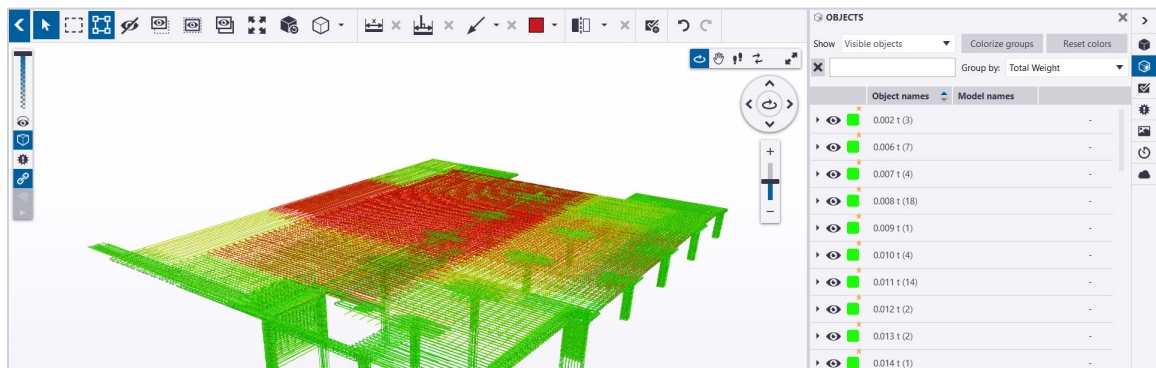 OBJECTS
Show Visible objects Colorize groups Reset colors
Group by: Total Weight
Object names Model names
0.002 t (3) -
0.006 t (7) -
0.007 t (4) -
0.008 t (18) -
0.009 t (1) -
0.010 t (4) -
0.011 t (14) -
0.012 t (2) -
0.013 t (2) -
0.014 t (1) -